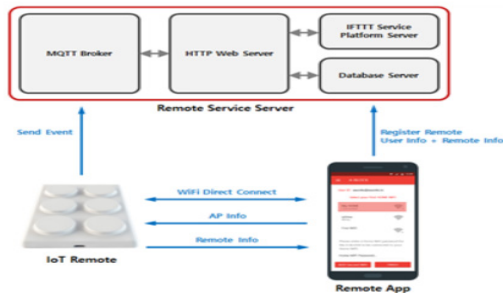 IFTTT Service
Platform Server
MQTT Broker
HTTP Web Server
Database Server
Remote Service Server
Send Event
Register Remote
User Info + Remote Info
WiFi Direct Connect
AP Info
Remote Info
IoT Remote
Remote App